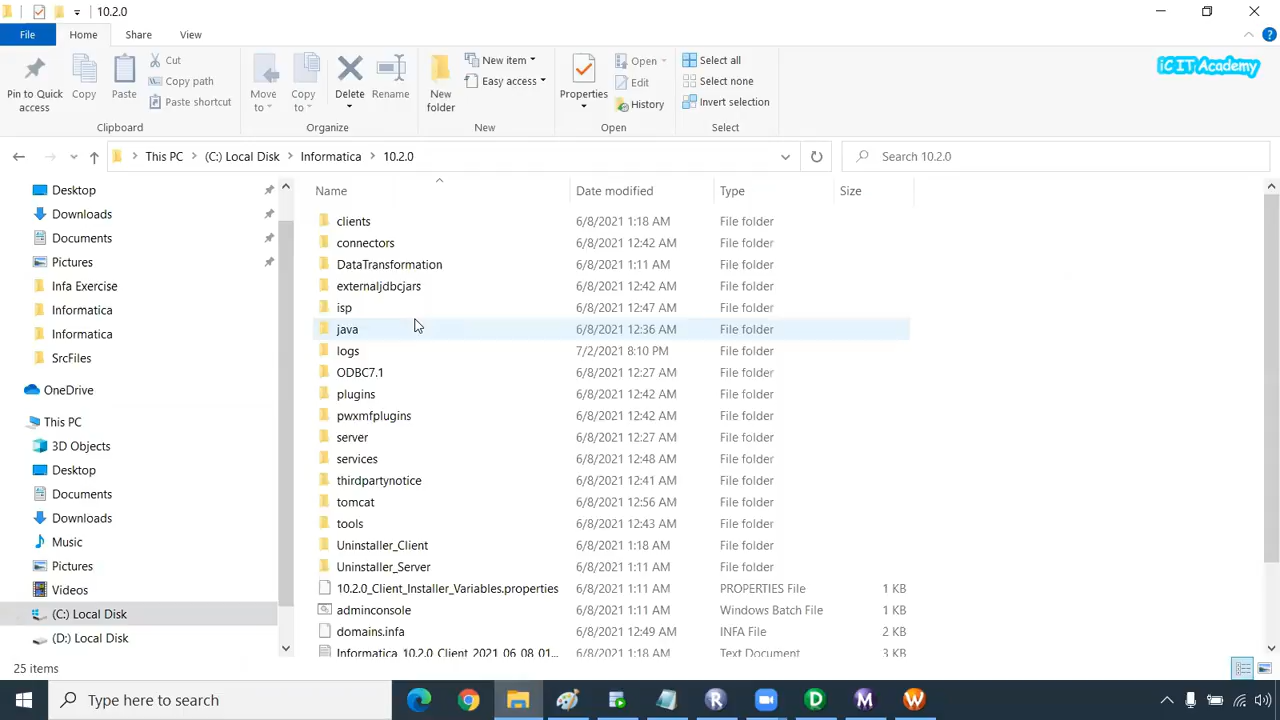 10.2.0
File Home Share View
iC IT Academy
Pin to Quick access
Copy
Paste
Cut
Copy path
Paste shortcut
Clipboard
Move to
Copy to
Delete
Rename
Organize
New folder
New item
Easy access
New
Properties
Open
Edit
History
Open
Select all
Select none
Invert selection
Select
This PC > (C:) Local Disk > Informatica > 10.2.0
Search 10.2.0
Desktop
Downloads
Documents
Pictures
Infa Exercise
Informatica
Informatica
SrcFiles
OneDrive
This PC
3D Objects
Desktop
Documents
Downloads
Music
Pictures
Videos
(C:) Local Disk
(D:) Local Disk
Name Date modified Type Size
clients 6/8/2021 1:18 AM File folder
connectors 6/8/2021 12:42 AM File folder
DataTransformation 6/8/2021 1:11 AM File folder
externaljdbcjars 6/8/2021 12:42 AM File folder
isp 6/8/2021 12:47 AM File folder
java 6/8/2021 12:36 AM File folder
logs 7/2/2021 8:10 PM File folder
ODBC7.1 6/8/2021 12:27 AM File folder
plugins 6/8/2021 12:42 AM File folder
pwxmfplugins 6/8/2021 12:42 AM File folder
server 6/8/2021 12:27 AM File folder
services 6/8/2021 12:48 AM File folder
thirdpartynotice 6/8/2021 12:41 AM File folder
tomcat 6/8/2021 12:56 AM File folder
tools 6/8/2021 12:43 AM File folder
Uninstaller_Client 6/8/2021 1:18 AM File folder
Uninstaller_Server 6/8/2021 1:11 AM File folder
10.2.0_Client_Installer_Variables.properties 6/8/2021 1:11 AM PROPERTIES File 1 KB
adminconsole 6/8/2021 1:11 AM Windows Batch File 1 KB
domains.infa 6/8/2021 12:49 AM INFA File 2 KB
Informatica_10.2.0_Client_2021_06_08_01... 6/8/2021 1:18 AM Text Document 3 KB
25 items
Type here to search
R
D
M
W